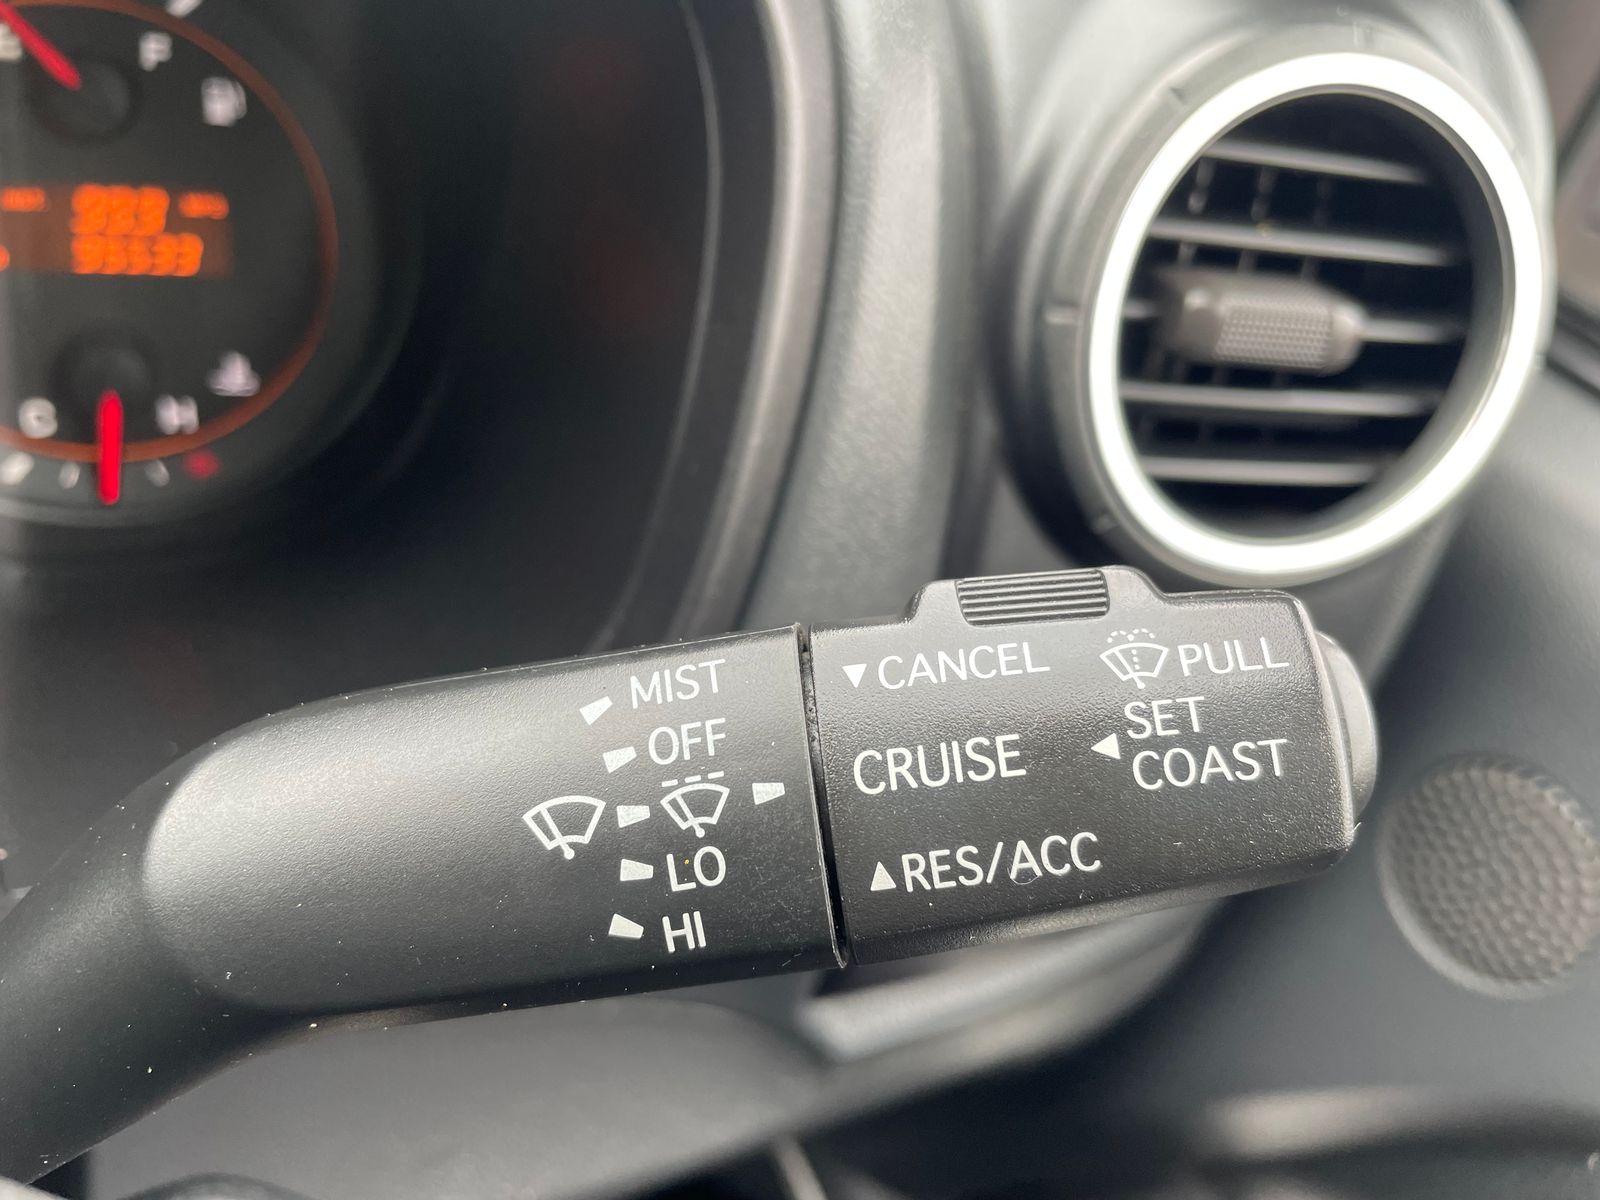 F
C
H
MIST
OFF
LO
HI
CANCEL
PULL
SET
COAST
CRUISE
RES/ACC